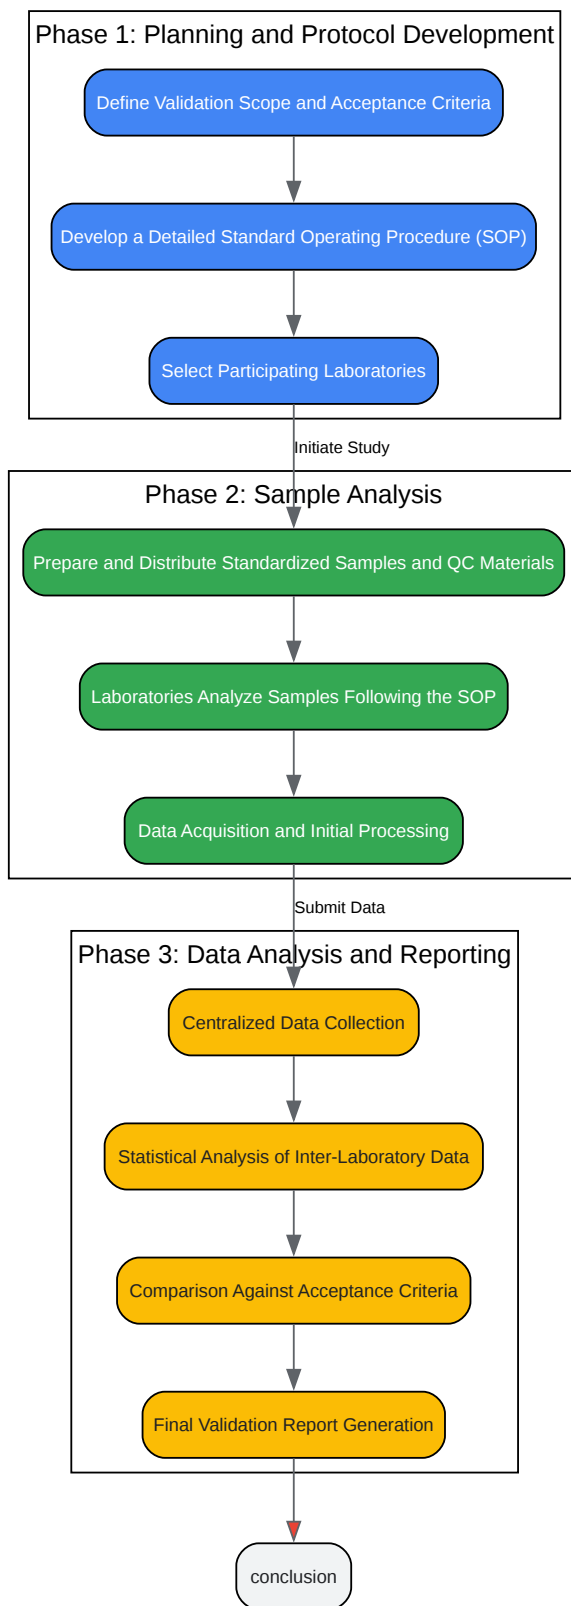 Phase 1: Planning and Protocol Development
Define Validation Scope and Acceptance Criteria
Develop a Detailed Standard Operating Procedure (SOP)
Select Participating Laboratories
Initiate Study
Phase 2: Sample Analysis
Prepare and Distribute Standardized Samples and QC Materials
Laboratories Analyze Samples Following the SOP
Data Acquisition and Initial Processing
Submit Data
Phase 3: Data Analysis and Reporting
Centralized Data Collection
Statistical Analysis of Inter-Laboratory Data
Comparison Against Acceptance Criteria
Final Validation Report Generation
conclusion